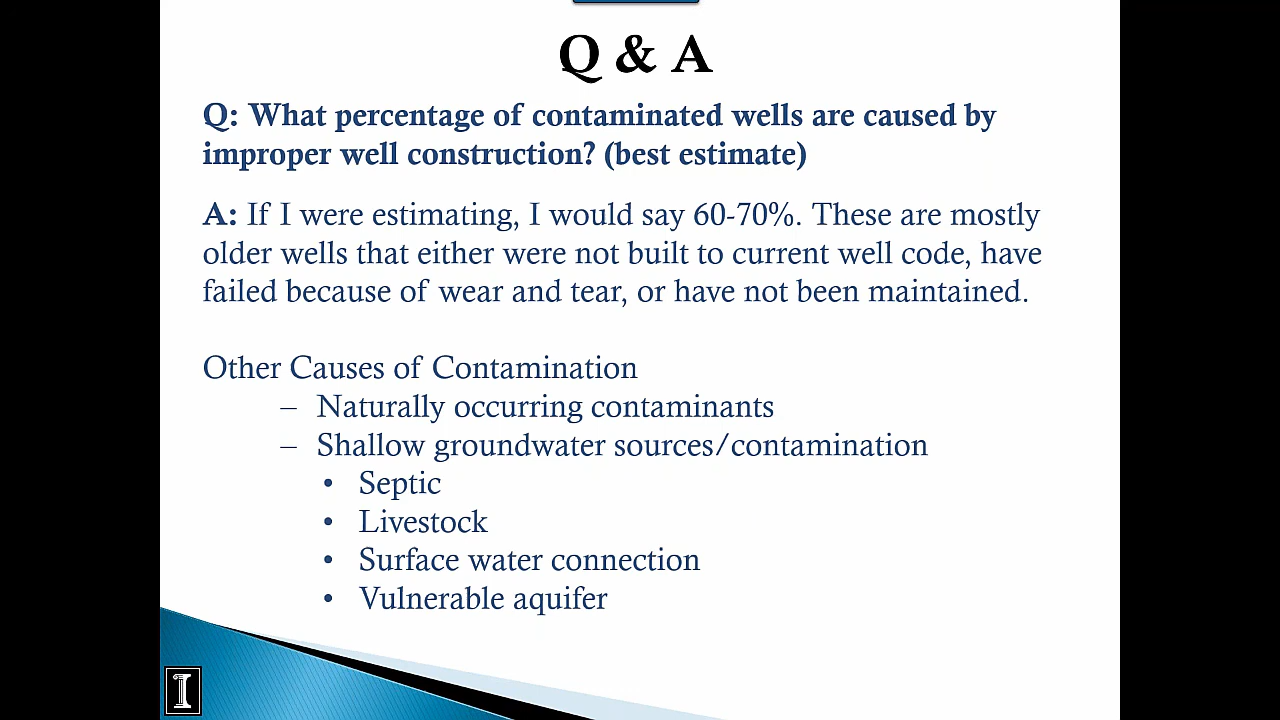 Q & A
Q: What percentage of contaminated wells are caused by
improper well construction? (best estimate)
A: If I were estimating, I would say 60-70%. These are mostly
older wells that either were not built to current well code, have
failed because of wear and tear, or have not been maintained.
Other Causes of Contamination
– Naturally occurring contaminants
– Shallow groundwater sources/contamination
• Septic
• Livestock
• Surface water connection
• Vulnerable aquifer
I